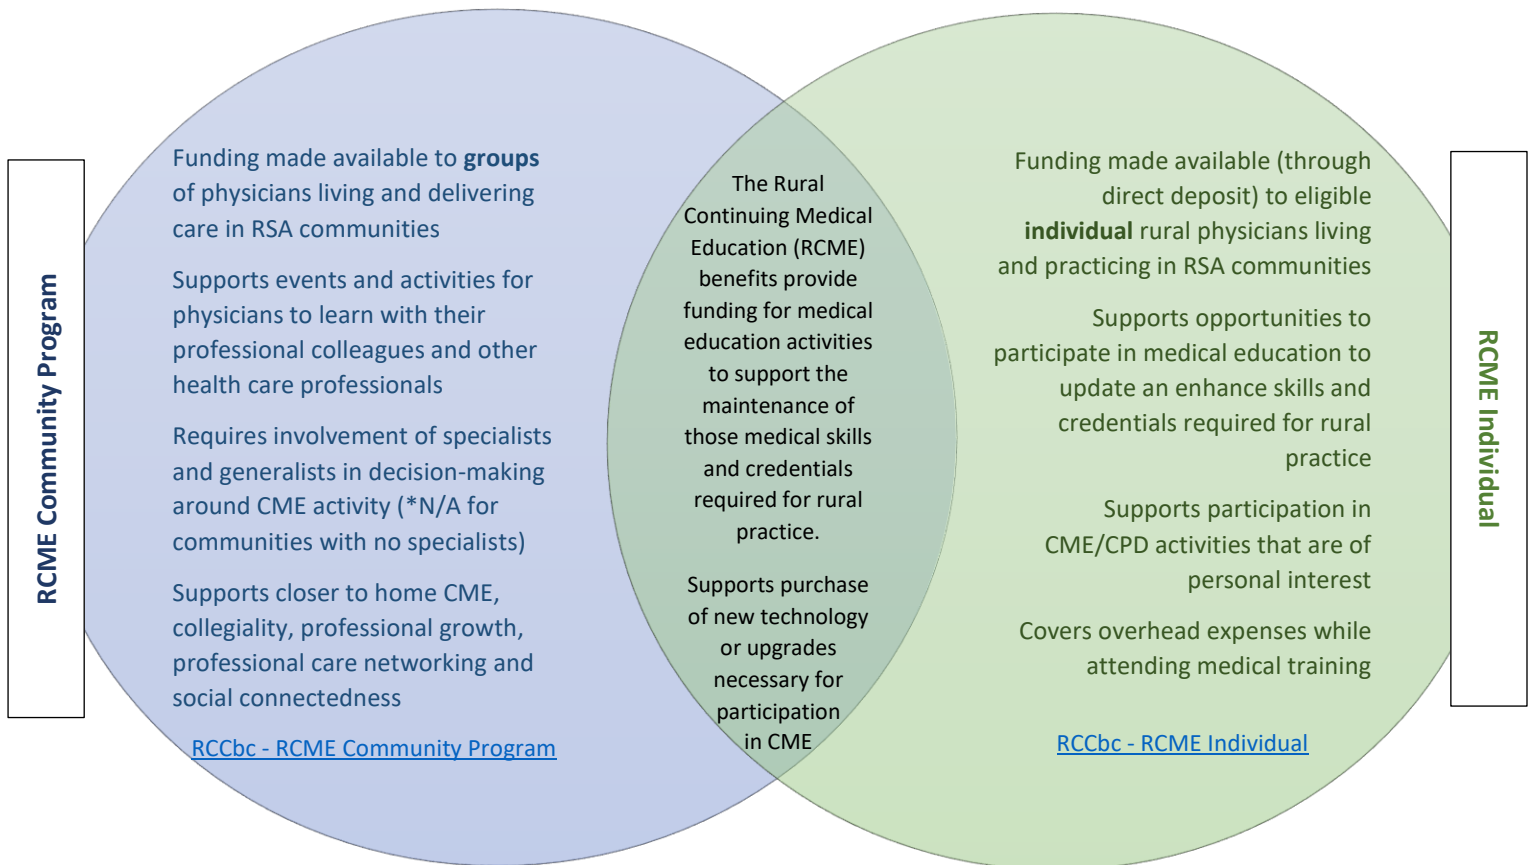 RCME Community Program
Funding made available to groups
of physicians living and delivering
care in RSA communities
Supports events and activities for
physicians to learn with their
professional colleagues and other
health care professionals
Requires involvement of specialists
and generalists in decision-making
around CME activity (*N/A for
communities with no specialists)
Supports closer to home CME,
collegiality, professional growth,
professional care networking and
social connectedness
RCCbc - RCME Community Program
The Rural
Continuing Medical
Education (RCME)
benefits provide
funding for medical
education activities
to support the
maintenance of
those medical skills
and credentials
required for rural
practice.
Supports purchase
of new technology
or upgrades
necessary for
participation
in CME
Funding made available (through
direct deposit) to eligible
individual rural physicians living
and practicing in RSA communities
Supports opportunities to
participate in medical education to
update an enhance skills and
credentials required for rural
practice
Supports participation in
CME/CPD activities that are of
personal interest
Covers overhead expenses while
attending medical training
RCCbc - RCME Individual
RCME Individual